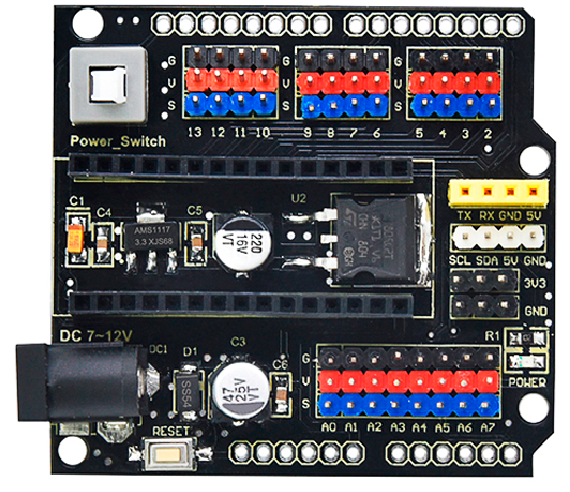 G G G
V V V
S S S
13 12 11 10 9 8 7 6 5 4 3 2
Power_Switch
TX RX GND 5V
C1
C4
AMS1117
3.3
C5
220
16V
VT
U2
SCL SDA 5V GND
3V3
GND
DC 7~12V
DC1
D1
SS54
C3
47
25V
VT
C6
R1
POWER
G
V
S
A0 A1 A2 A3 A4 A5 A6 A7
RESET